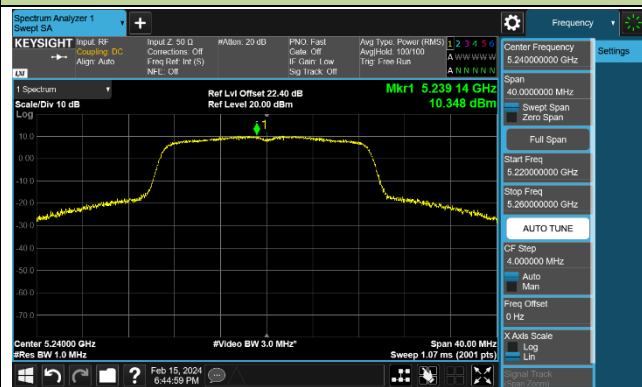 Spectrum Analyzer 1
Swept SA
Frequency
KEYSIGHT
Input: RF
Coupling: DC
Align: Auto
Input Z: 50 Ω
Corrections: Off
Freq Ref: Int (S)
NFE: Off
#Atten: 20 dB
PNO: Fast
Gate: Off
IF Gain: Low
Sig Track: Off
Avg Type: Power (RMS)
Avg|Hold: 100/100
Trig: Free Run
1 2 3 4 5 6
A W W W W W
A N N N N N
LXI
1 Spectrum
Scale/Div 10 dB
Log
Ref Lvl Offset 22.40 dB
Ref Level 20.00 dBm
Mkr1 5.239 14 GHz
10.348 dBm
1
10.0
0.00
-10.0
-20.0
-30.0
-40.0
-50.0
-60.0
-70.0
Center 5.24000 GHz
#Res BW 1.0 MHz
#Video BW 3.0 MHz*
Span 40.00 MHz
Sweep 1.07 ms (2001 pts)
Feb 15, 2024
6:44:59 PM
Center Frequency
5.240000000 GHz
Settings
Span
40.0000000 MHz
Swept Span
Zero Span
Full Span
Start Freq
5.220000000 GHz
Stop Freq
5.260000000 GHz
AUTO TUNE
CF Step
4.000000 MHz
Auto
Man
Freq Offset
0 Hz
X Axis Scale
Log
Lin
Signal Track
(Span Zoom)